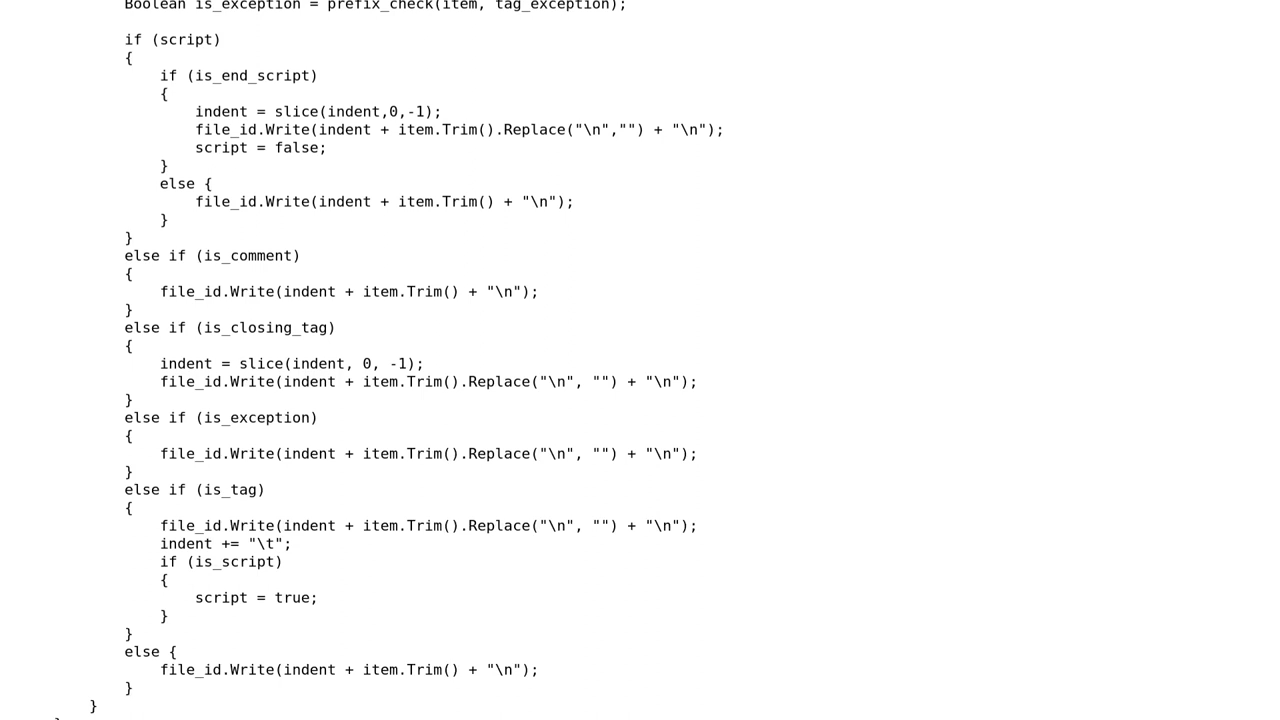 Boolean is_exception = prefix_check(item, tag_exception);
if (script)
{
if (is_end_script)
{
indent = slice(indent,0,-1);
file_id.Write(indent + item.Trim().Replace("\n","") + "\n");
script = false;
}
else {
file_id.Write(indent + item.Trim() + "\n");
}
}
else if (is_comment)
{
file_id.Write(indent + item.Trim() + "\n");
}
else if (is_closing_tag)
{
indent = slice(indent, 0, -1);
file_id.Write(indent + item.Trim().Replace("\n", "") + "\n");
}
else if (is_exception)
{
file_id.Write(indent + item.Trim().Replace("\n", "") + "\n");
}
else if (is_tag)
{
file_id.Write(indent + item.Trim().Replace("\n", "") + "\n");
indent += "\t";
if (is_script)
{
script = true;
}
}
else {
file_id.Write(indent + item.Trim() + "\n");
}
}